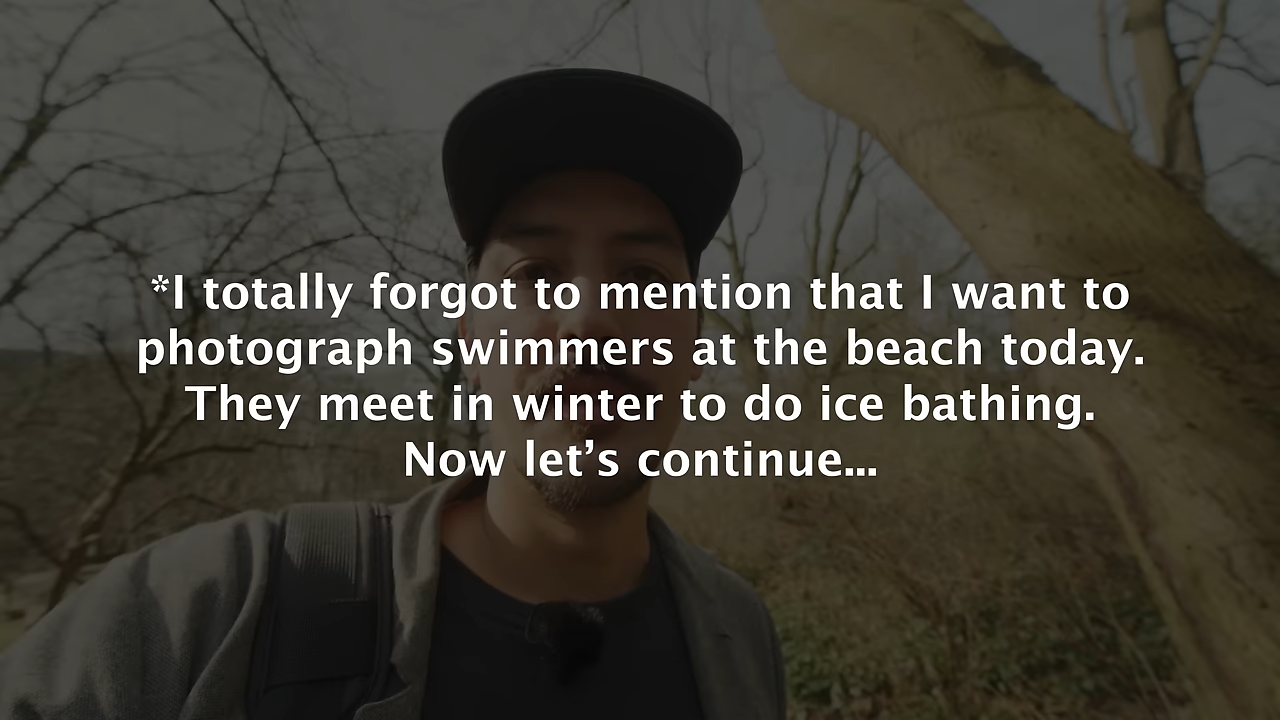 *I totally forgot to mention that I want to
photograph swimmers at the beach today.
They meet in winter to do ice bathing.
Now let’s continue...